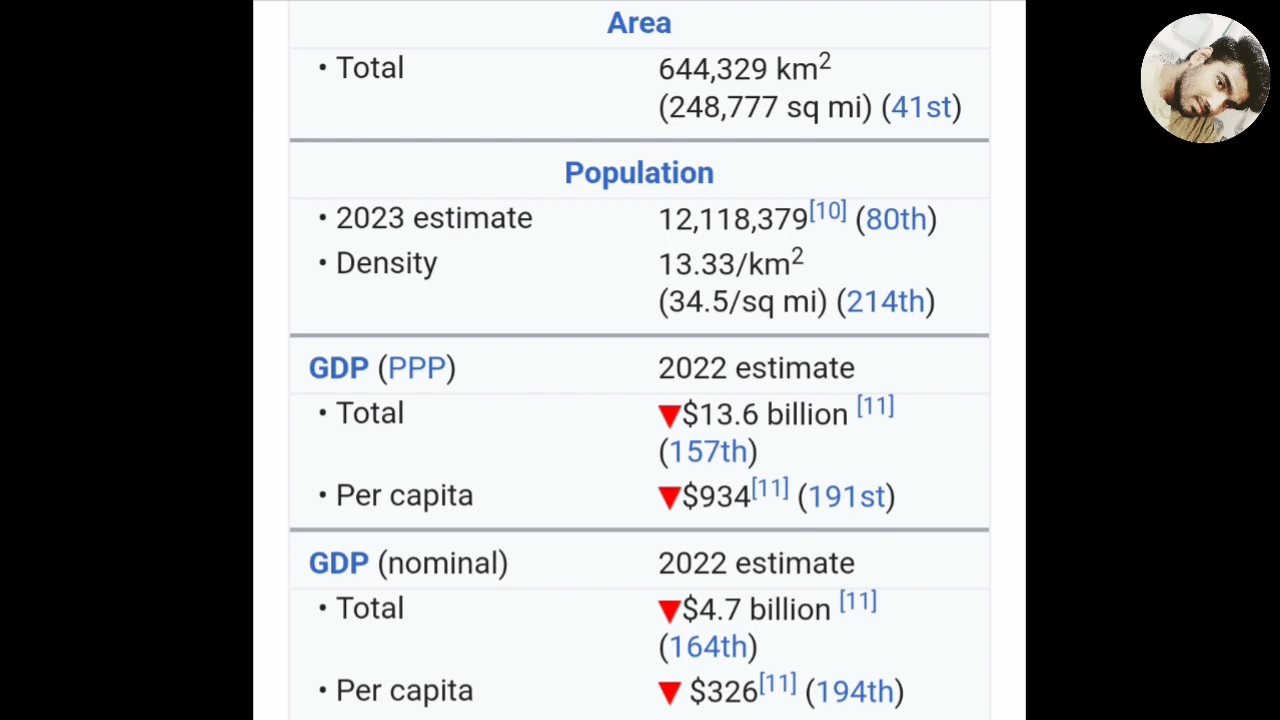 Area
• Total 644,329 km²
(248,777 sq mi) (41st)
Population
• 2023 estimate 12,118,379[10] (80th)
• Density 13.33/km²
(34.5/sq mi) (214th)
GDP (PPP) 2022 estimate
• Total ▼$13.6 billion [11]
(157th)
• Per capita ▼$934[11] (191st)
GDP (nominal) 2022 estimate
• Total ▼$4.7 billion [11]
(164th)
• Per capita ▼ $326[11] (194th)